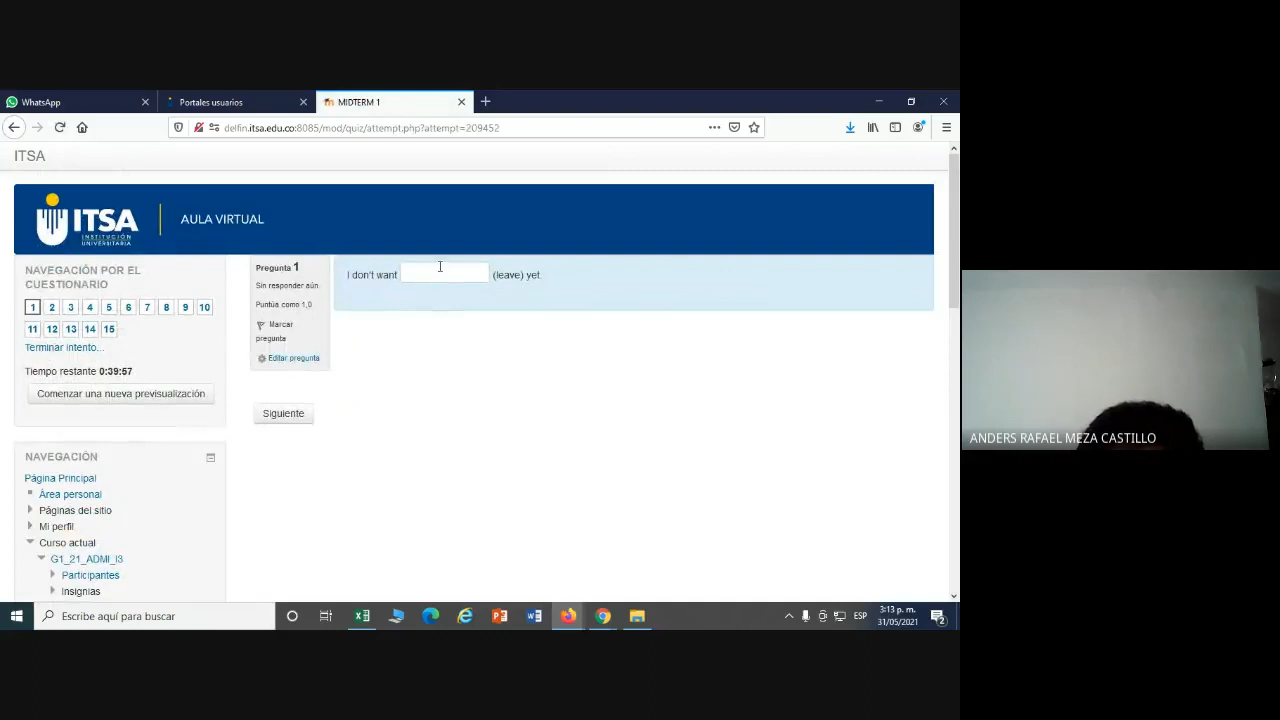 WhatsApp
Portales usuarios
MIDTERM 1
delfin.itsa.edu.co:8085/mod/quiz/attempt.php?attempt=209452
ITSA
ITSA
INSTITUCIÓN
UNIVERSITARIA
AULA VIRTUAL
NAVEGACIÓN POR EL
CUESTIONARIO
1 2 3 4 5 6 7 8 9 10
11 12 13 14 15
Terminar intento...
Tiempo restante 0:39:57
Comenzar una nueva previsualización
Pregunta 1
Sin responder aún
Puntúa como 1,0
Marcar
pregunta
Editar pregunta
I don't want (leave) yet.
Siguiente
NAVEGACIÓN
Página Principal
Área personal
Páginas del sitio
Mi perfil
Curso actual
G1_21_ADMI_I3
Participantes
Insignias
ANDERS RAFAEL MEZA CASTILLO
Escribe aquí para buscar
ESP
3:13 p. m.
31/05/2021
2